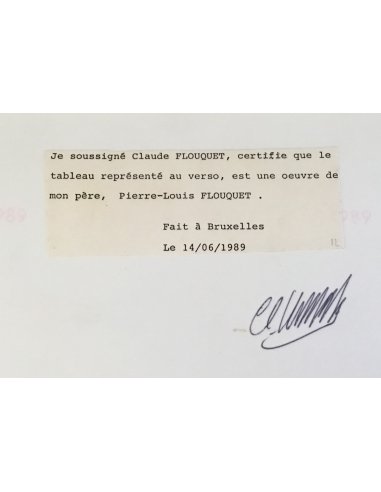 Je soussigné Claude FLOUQUET, certifie que le
tableau représenté au verso, est une oeuvre de
mon père, Pierre-Louis FLOUQUET .
Fait à Bruxelles
Le 14/06/1989
12